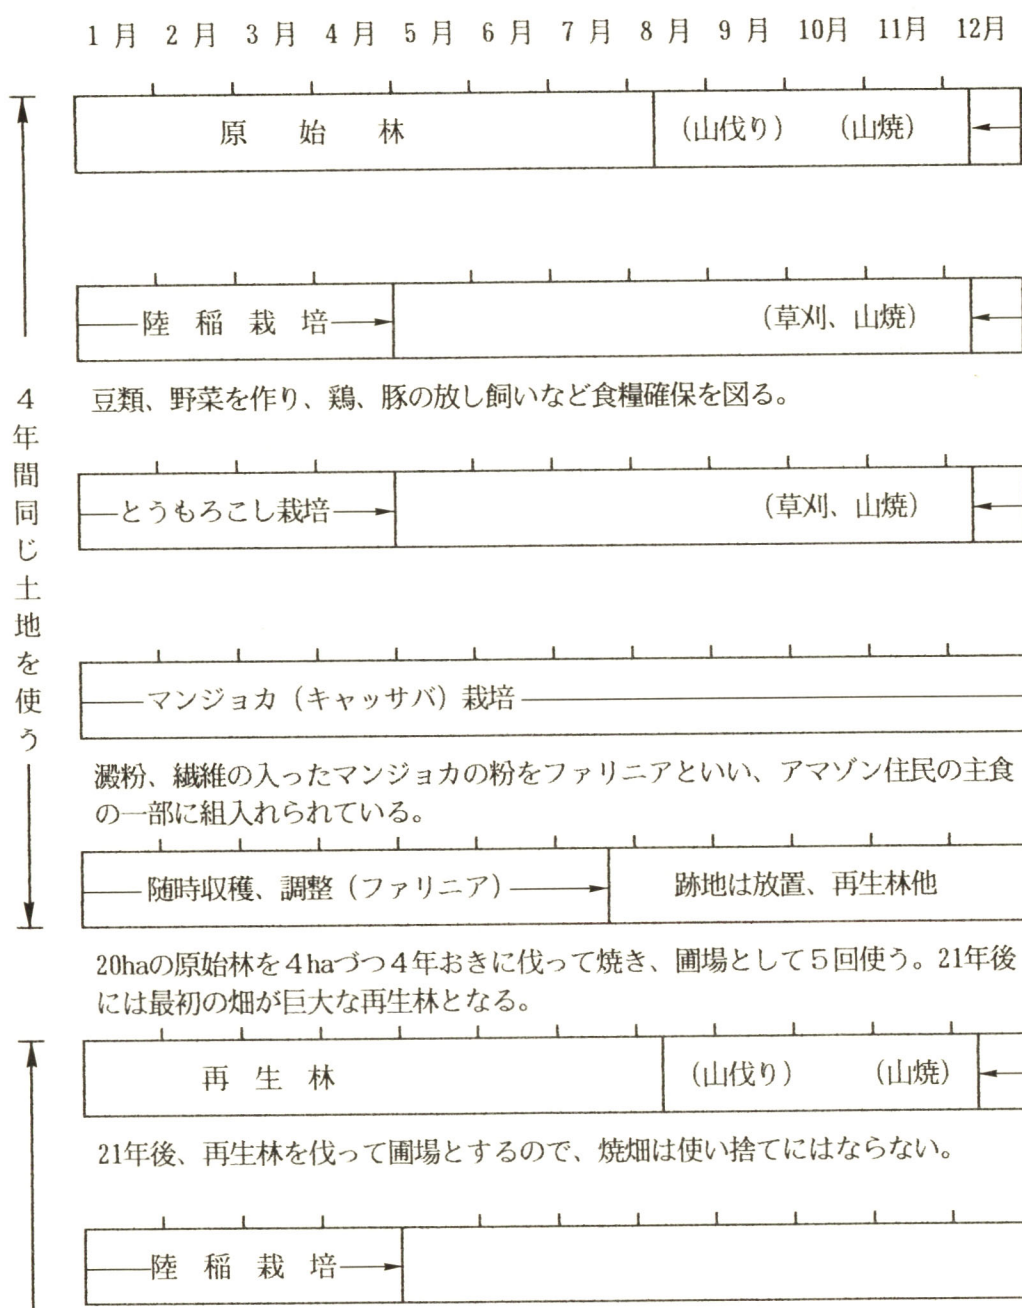 1月 2月 3月 4月 5月 6月 7月 8月 9月 10月 11月 12月
原始林 (山伐り) (山焼)
陸稲栽培 (草刈、山焼)
豆類、野菜を作り、鶏、豚の放し飼いなど食糧確保を図る。
4年間同じ土地を使う
とうもろこし栽培 (草刈、山焼)
マンジョカ(キャッサバ)栽培
澱粉、繊維の入ったマンジョカの粉をファリニアといい、アマゾン住民の主食
の一部に組入れられている。
随時収穫、調整(ファリニア) 跡地は放置、再生林他
20haの原始林を4haづつ4年おきに伐って焼き、圃場として5回使う。21年後
には最初の畑が巨大な再生林となる。
再生林 (山伐り) (山焼)
21年後、再生林を伐って圃場とするので、焼畑は使い捨てにはならない。
陸稲栽培